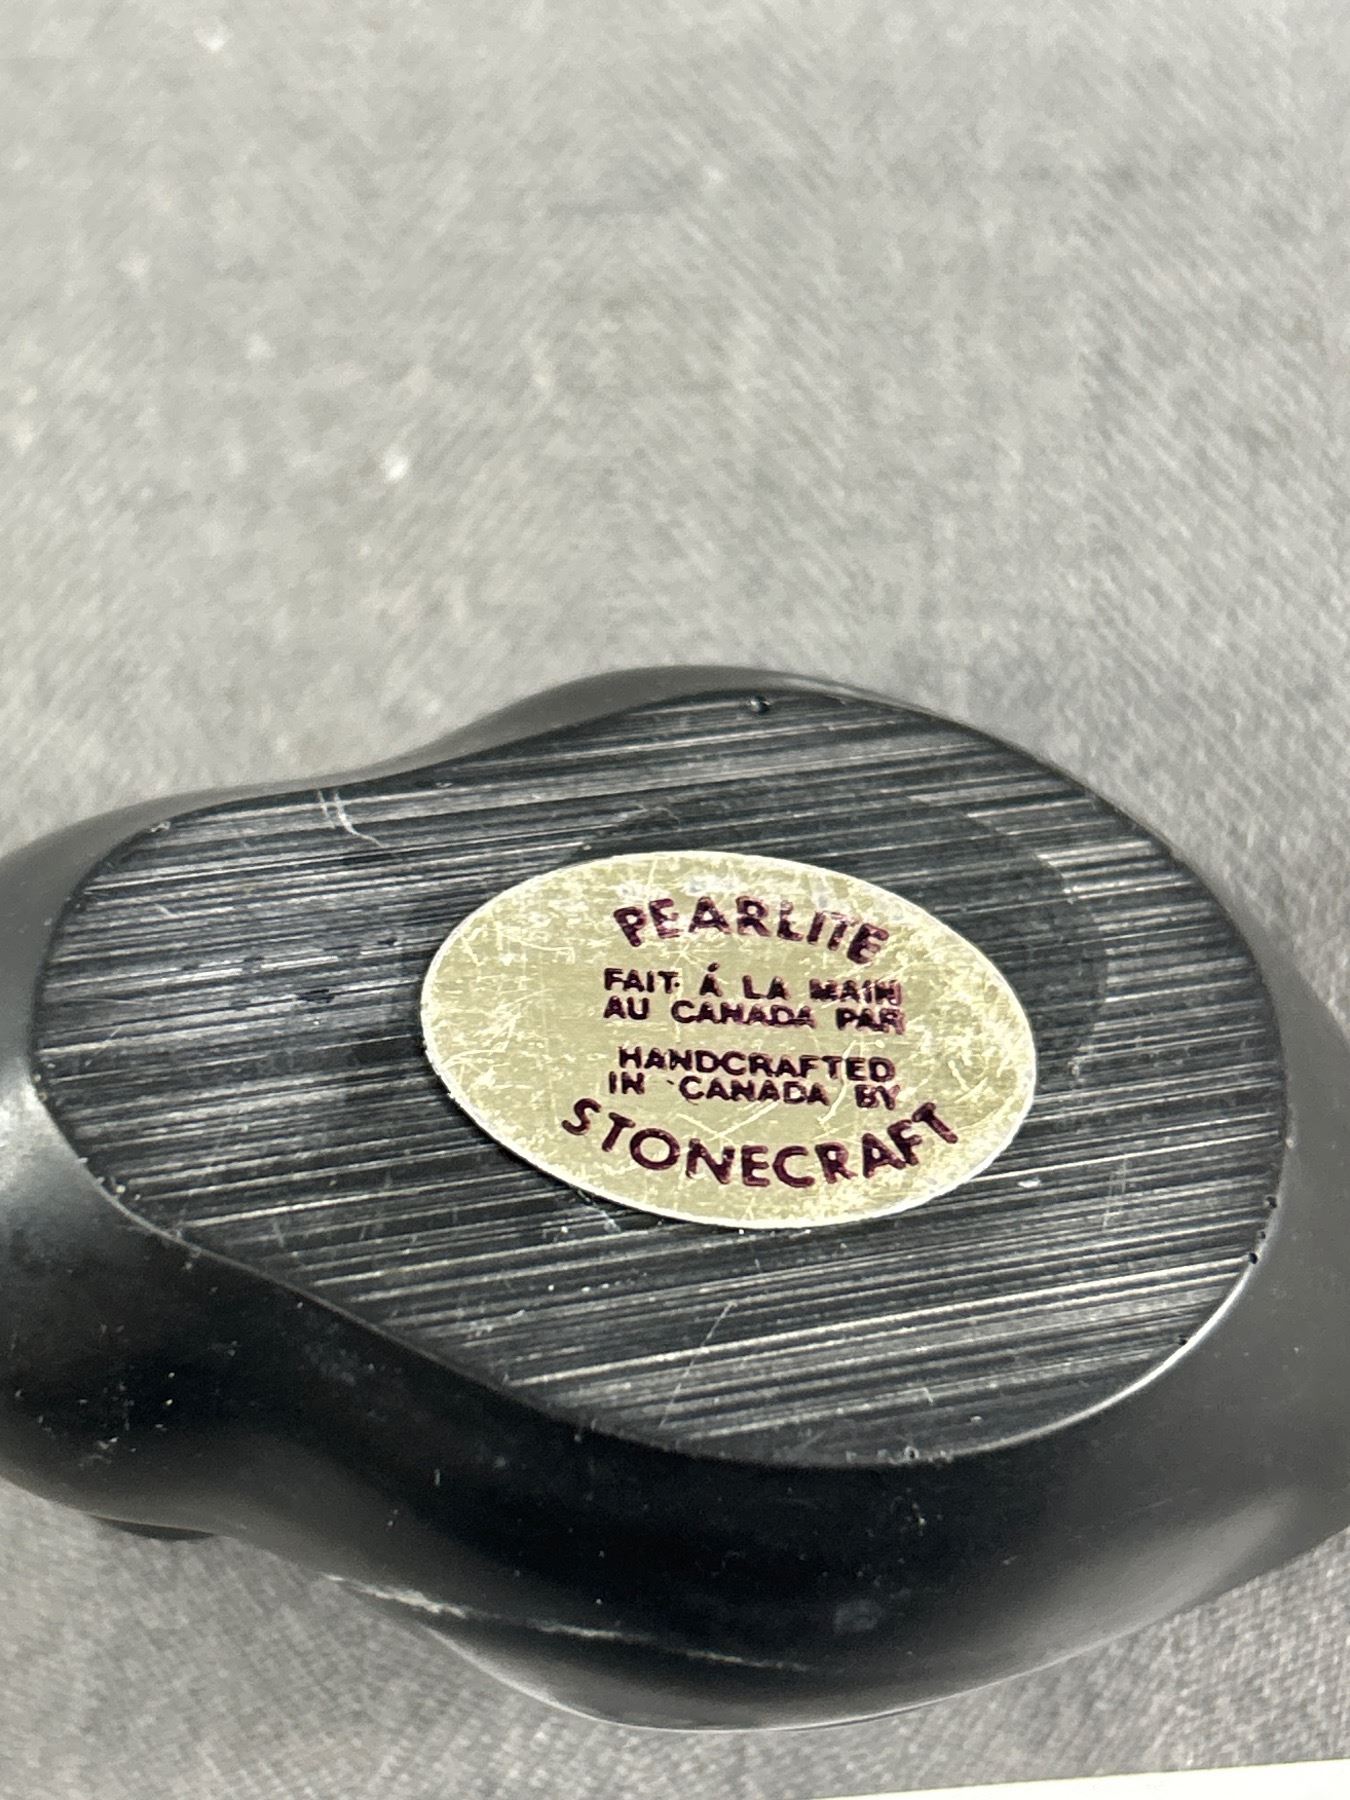 PEARLITE
FAIT Á LA MAIN
AU CANADA PAR
HANDCRAFTED
IN CANADA BY
STONECRAFT